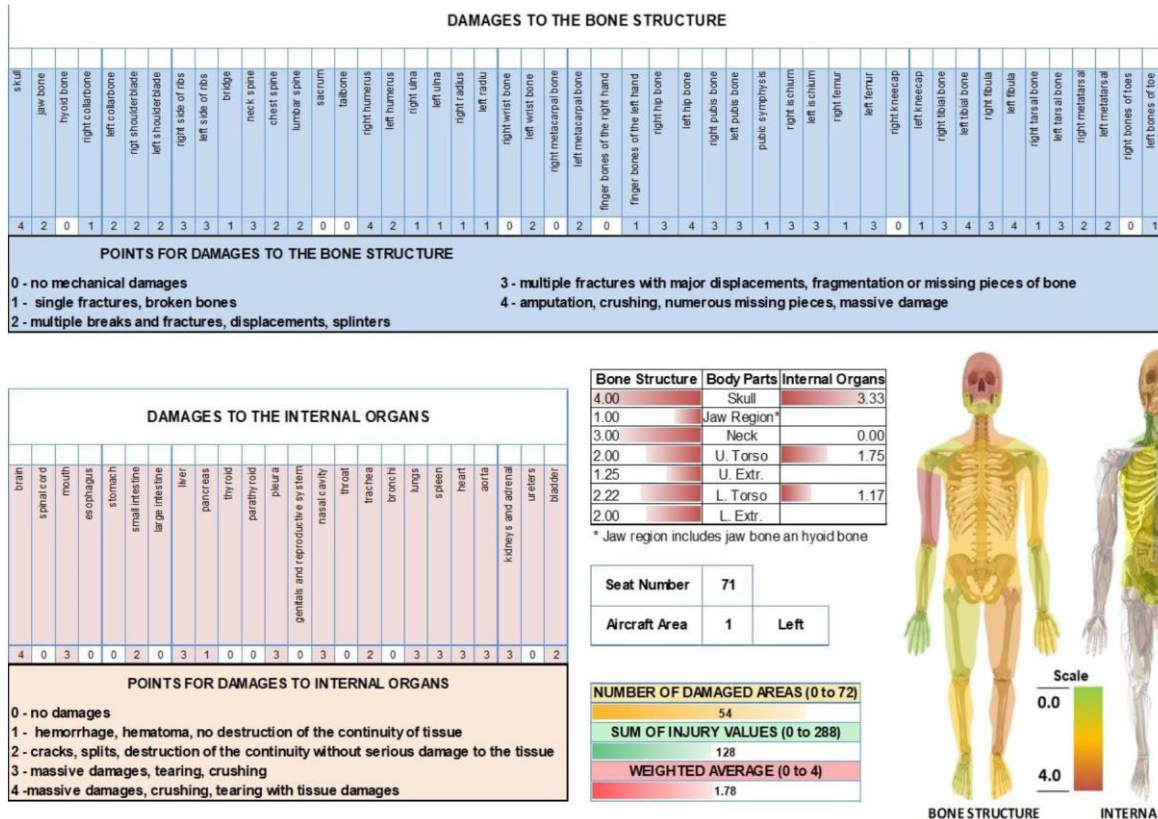 DAMAGES TO THE BONE STRUCTURE
skull
jaw bone
hyoid bone
right collarbone
left collarbone
rigt shoulderblade
left shoulderblade
right side of ribs
left side of ribs
bridge
neck spine
chest spine
lumbar spine
sacrum
tailbone
right humerus
left humerus
right ulna
left ulna
right radius
left radiu
right wrist bone
left wrist bone
right metacarpal bone
left metacarpal bone
finger bones of the right hand
finger bones of the left hand
right hip bone
left hip bone
right pubis bone
left pubis bone
pubic symphysis
right ischium
left ischium
right femur
left femur
right kneecap
left kneecap
right tibial bone
left tibial bone
right fibula
left fibula
right tarsal bone
left tarsal bone
right metatarsal
left metatarsal
right bones of toes
left bones of toe
4 2 0 1 2 2 2 3 3 1 3 2 2 0 0 4 2 1 1 1 1 0 2 0 2 0 1 3 4 3 3 1 3 3 1 3 0 1 3 4 3 4 1 3 2 2 0 1
POINTS FOR DAMAGES TO THE BONE STRUCTURE
0 - no mechanical damages
1 - single fractures, broken bones
2 - multiple breaks and fractures, displacements, splinters
3 - multiple fractures with major displacements, fragmentation or missing pieces of bone
4 - amputation, crushing, numerous missing pieces, massive damage
DAMAGES TO THE INTERNAL ORGANS
brain
spinal cord
mouth
esophagus
stomach
small intestine
large intestine
liver
pancreas
thyroid
parathyroid
pleura
genitals and reproductive system
nasal cavity
throat
trachea
bronchi
lungs
spleen
heart
aorta
kidneys and adrenal
ureters
bladder
4 0 3 0 0 2 0 3 1 0 0 3 0 3 0 2 0 3 3 3 3 3 0 2
POINTS FOR DAMAGES TO INTERNAL ORGANS
0 - no damages
1 - hemorrhage, hematoma, no destruction of the continuity of tissue
2 - cracks, splits, destruction of the continuity without serious damage to the tissue
3 - massive damages, tearing, crushing
4 -massive damages, crushing, tearing with tissue damages
Bone Structure Body Parts Internal Organs
4.00 Skull 3.33
1.00 Jaw Region*
3.00 Neck 0.00
2.00 U. Torso 1.75
1.25 U. Extr.
2.22 L. Torso 1.17
2.00 L. Extr.
* Jaw region includes jaw bone an hyoid bone
Seat Number 71
Aircraft Area 1 Left
NUMBER OF DAMAGED AREAS (0 to 72)
54
SUM OF INJURY VALUES (0 to 288)
128
WEIGHTED AVERAGE (0 to 4)
1.78
Scale
0.0
4.0
BONE STRUCTURE
INTERNA